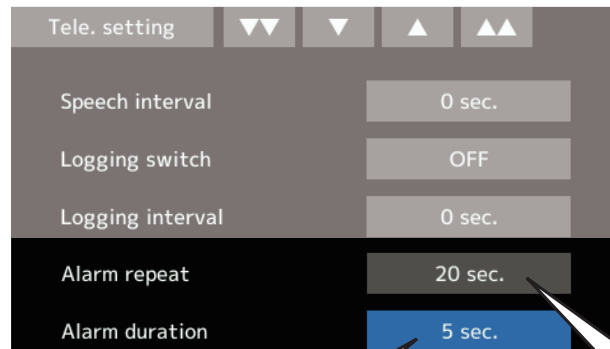 Tele. setting ▼▼ ▼ ▲ ▲▲
Speech interval 0 sec.
Logging switch OFF
Logging interval 0 sec.
Alarm repeat 20 sec.
Alarm duration 5 sec.